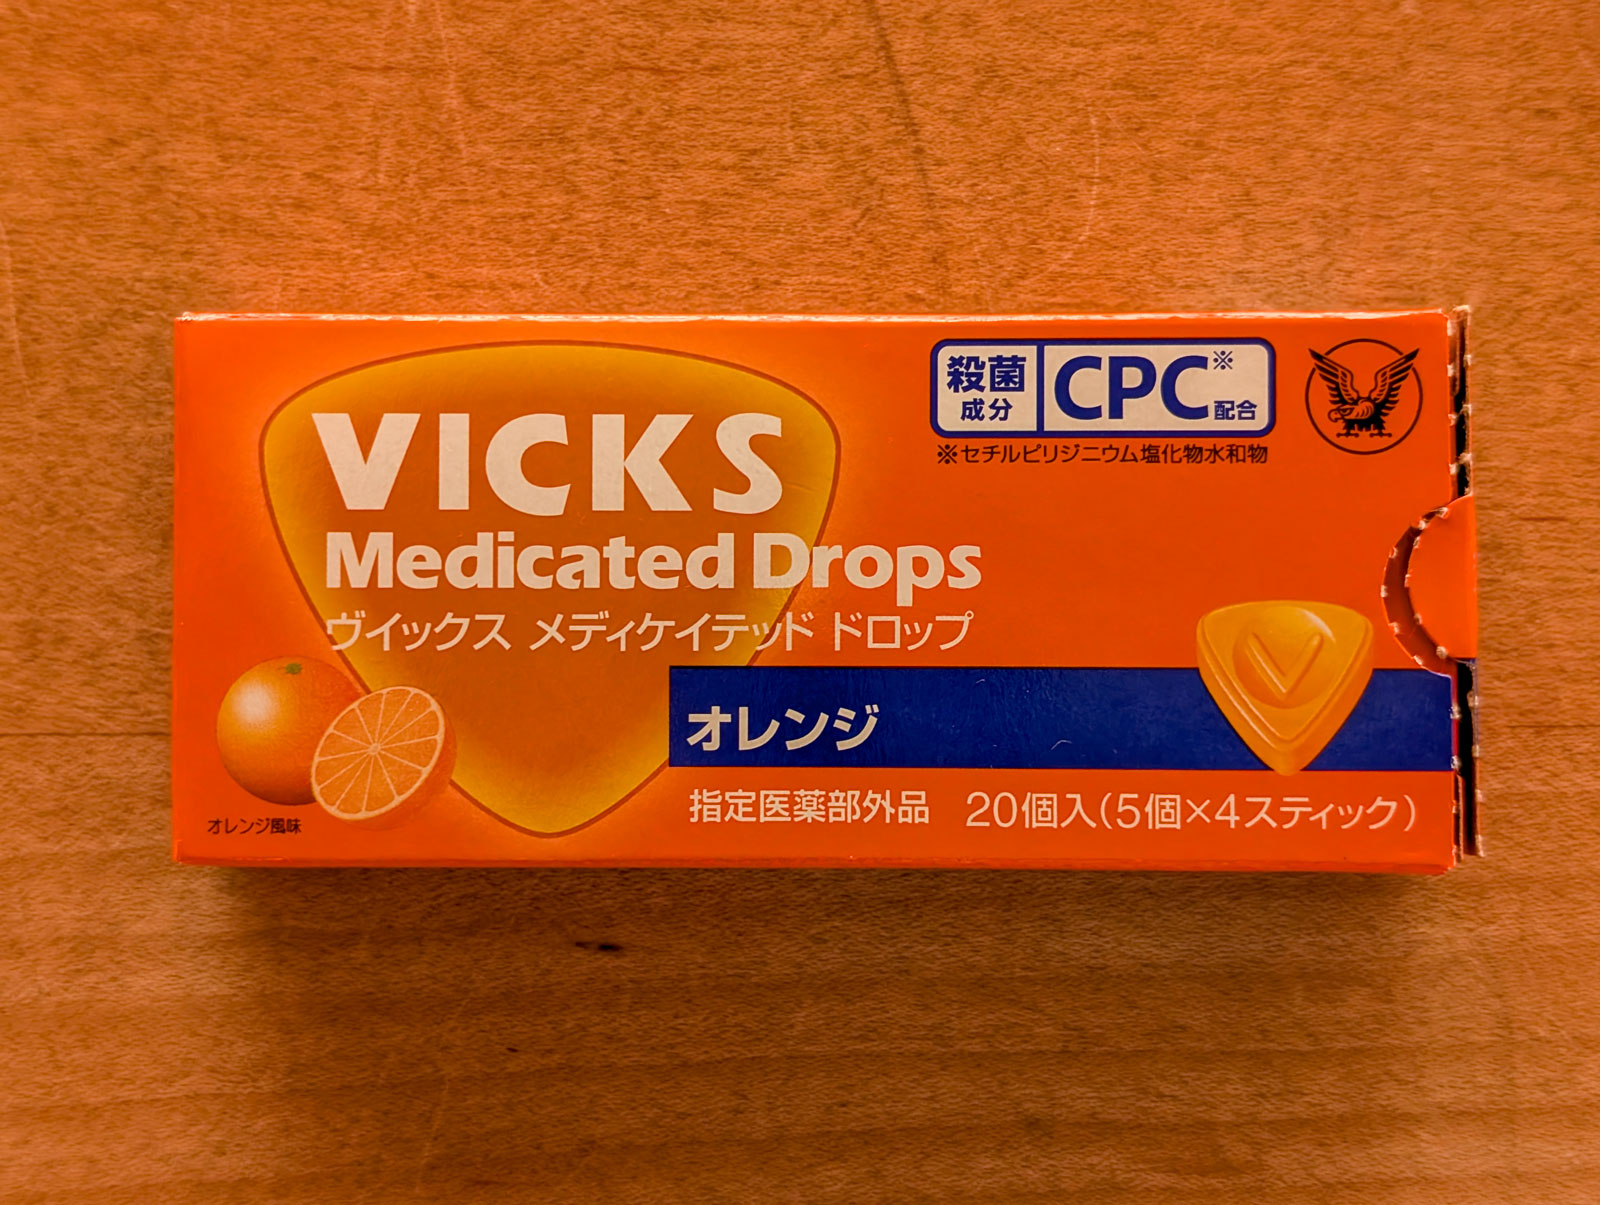 VICKS
Medicated Drops
ヴイックス メディケイテッド ドロップ
殺菌成分 CPC※配合
※セチルピリジニウム塩化物水和物
オレンジ
指定医薬部外品 20個入(5個×4スティック)
オレンジ風味